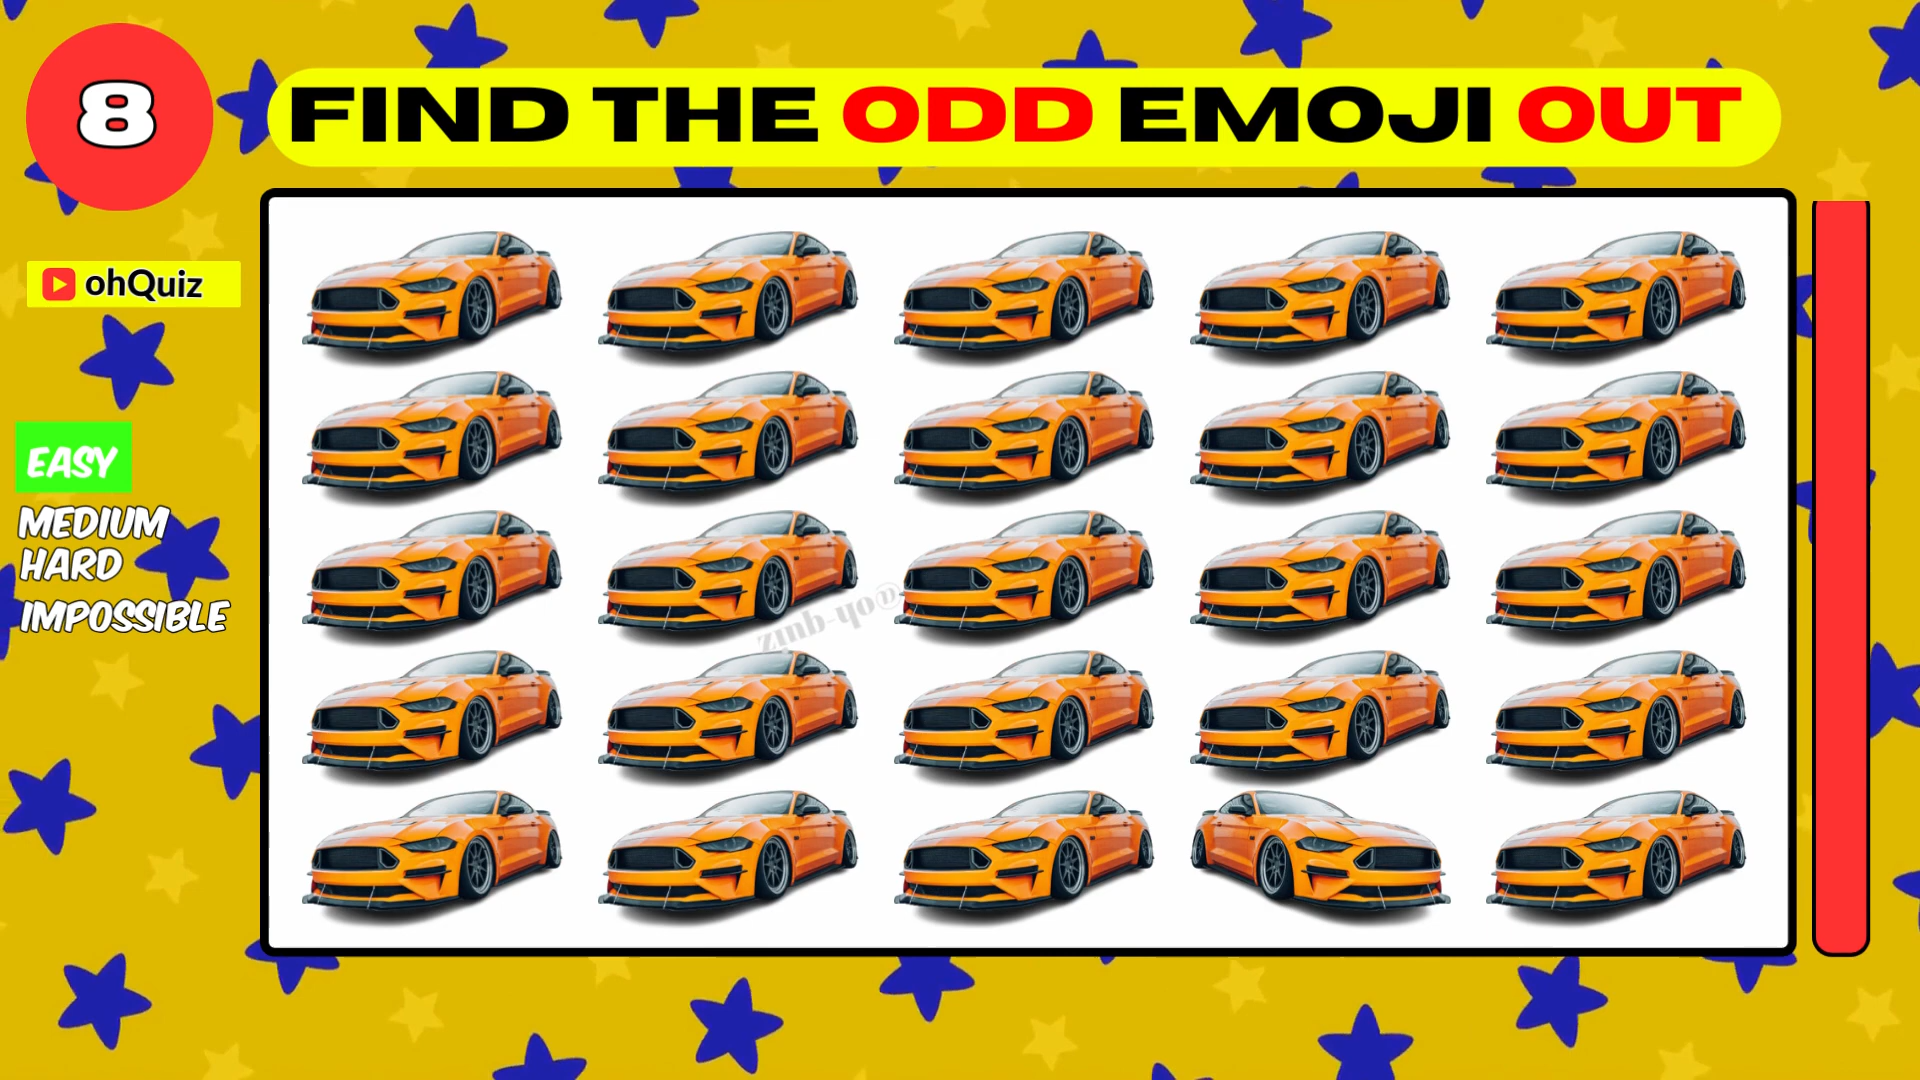 8
FIND THE ODD EMOJI OUT
ohQuiz
EASY
MEDIUM
HARD
IMPOSSIBLE